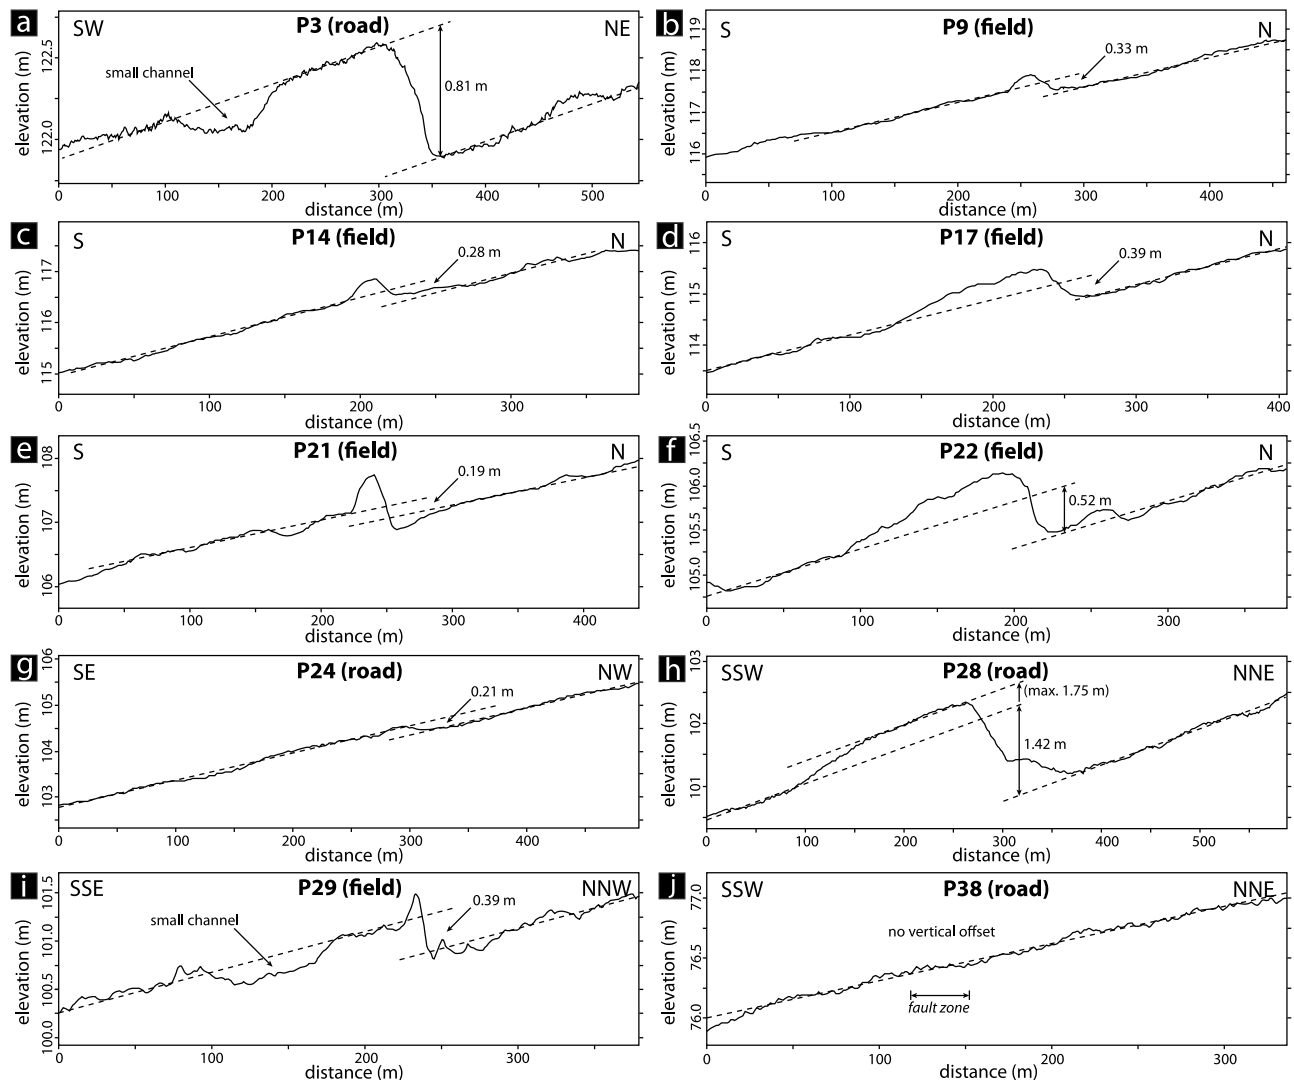 a
SW
P3 (road)
NE
small channel
0.81 m
elevation (m)
122.5
122.0
0
100
200
300
400
500
distance (m)
b
S
P9 (field)
N
0.33 m
elevation (m)
119
118
117
116
0
100
200
300
400
distance (m)
c
S
P14 (field)
N
0.28 m
elevation (m)
117
116
115
0
100
200
300
distance (m)
d
S
P17 (field)
N
0.39 m
elevation (m)
116
115
114
0
100
200
300
400
distance (m)
e
S
P21 (field)
N
0.19 m
elevation (m)
108
107
106
0
100
200
300
400
distance (m)
f
S
P22 (field)
N
0.52 m
elevation (m)
106.5
106.0
105.5
105.0
0
100
200
300
distance (m)
g
SE
P24 (road)
NW
0.21 m
elevation (m)
106
105
104
103
0
100
200
300
400
distance (m)
h
SSW
P28 (road)
NNE
(max. 1.75 m)
1.42 m
elevation (m)
103
102
101
0
100
200
300
400
500
distance (m)
i
SSE
P29 (field)
NNW
small channel
0.39 m
elevation (m)
101.5
101.0
100.5
100.0
0
100
200
300
distance (m)
j
SSW
P38 (road)
NNE
no vertical offset
fault zone
elevation (m)
77.0
76.5
76.0
0
100
200
300
distance (m)